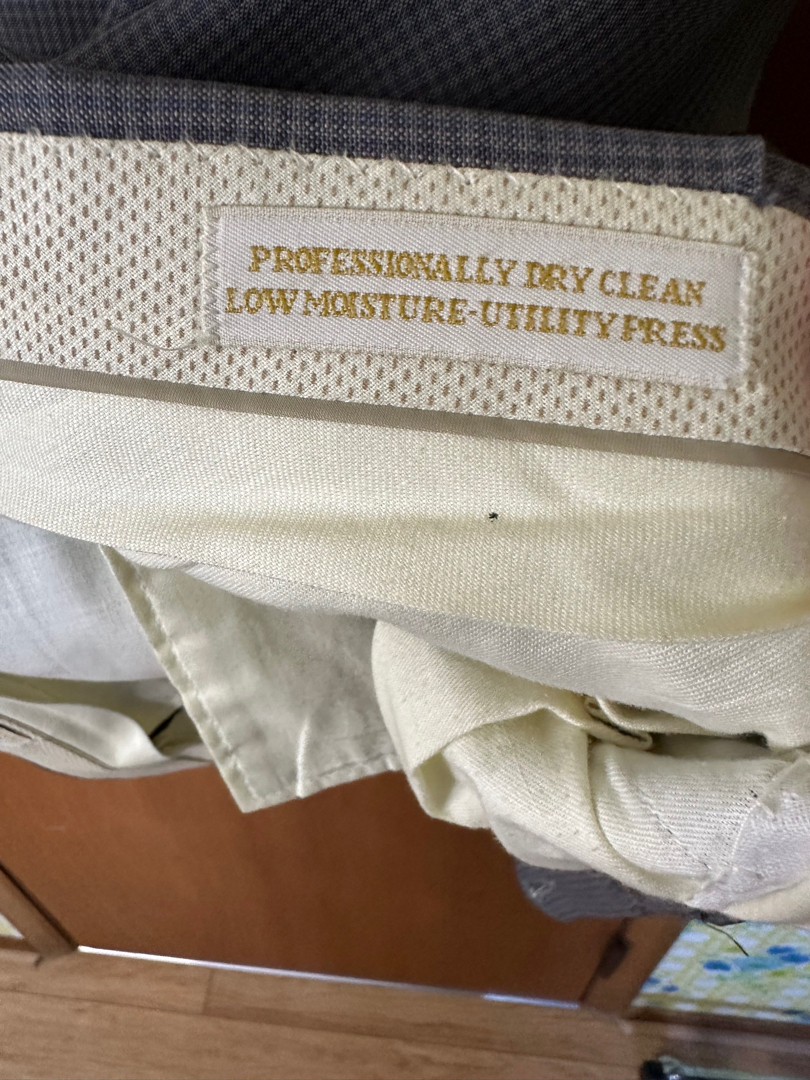 PROFESSIONALLY DRY CLEAN
LOW MOISTURE-UTILITY PRESS